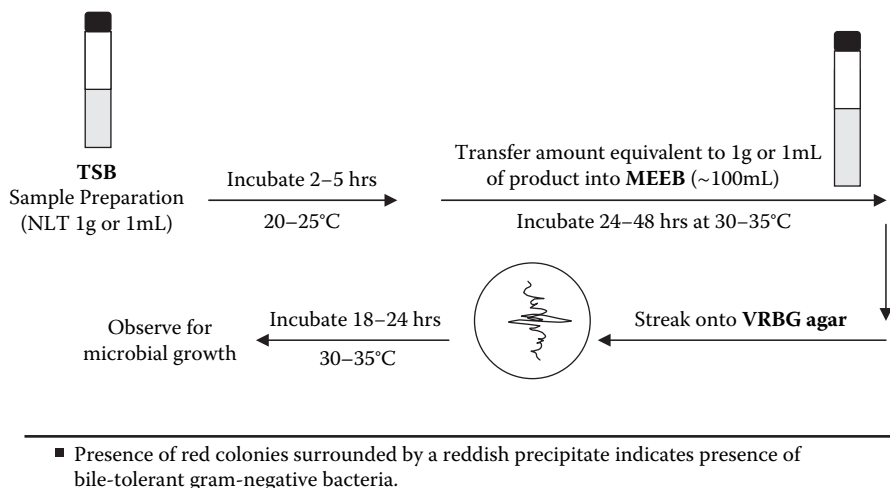 TSB
Sample Preparation
(NLT 1g or 1mL)
Incubate 2–5 hrs
20–25°C
Transfer amount equivalent to 1g or 1mL
of product into MEEB (~100mL)
Incubate 24–48 hrs at 30–35°C
Streak onto VRBG agar
Incubate 18–24 hrs
30–35°C
Observe for
microbial growth
■ Presence of red colonies surrounded by a reddish precipitate indicates presence of
bile-tolerant gram-negative bacteria.